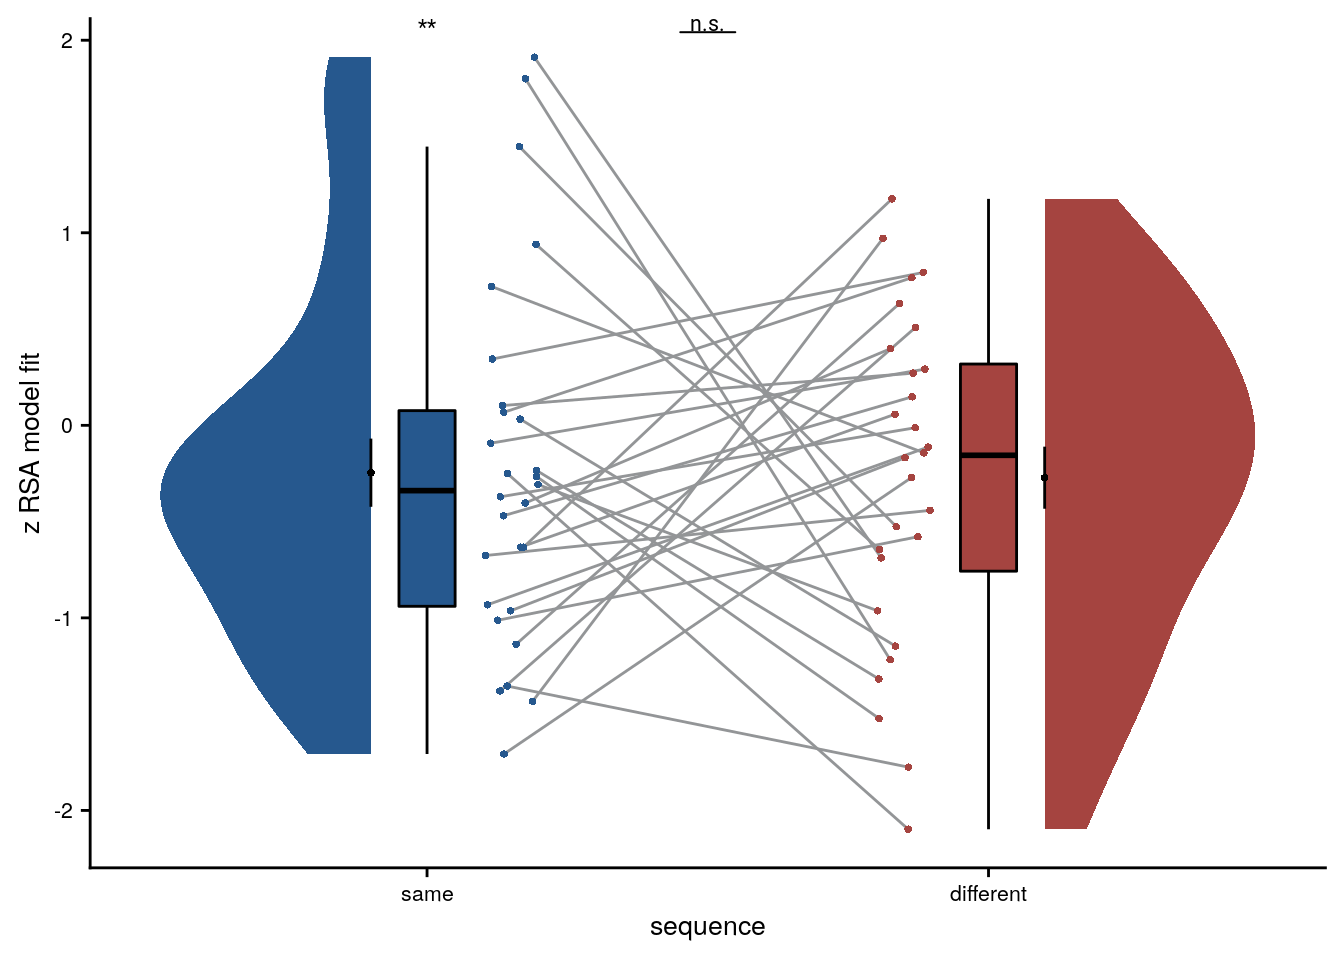 ** n.s.
2
1
0
-1
-2
z RSA model fit
same different
sequence